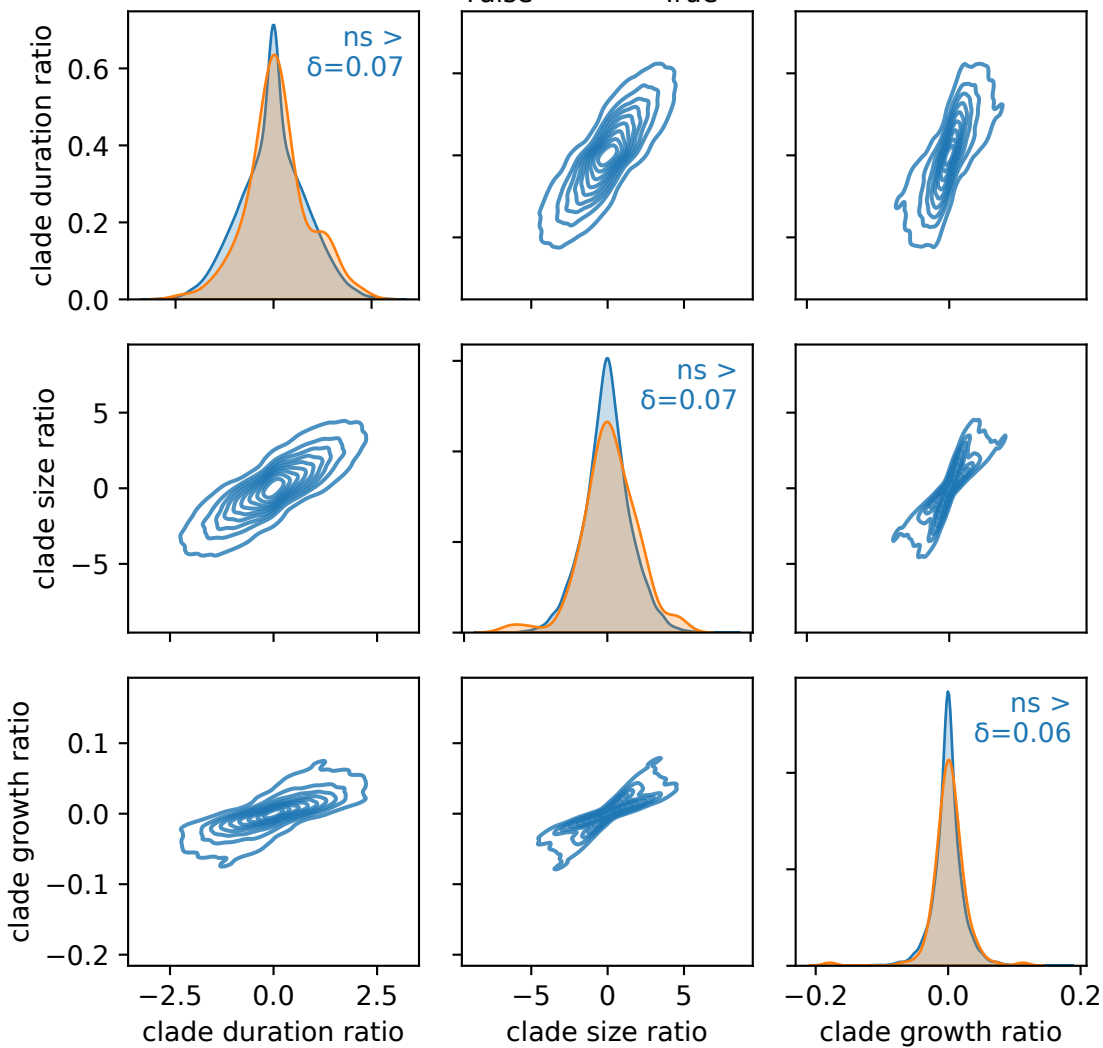 clade duration ratio
0.6
0.4
0.2
0.0
ns >
δ=0.07
clade size ratio
5
0
−5
ns >
δ=0.07
clade growth ratio
0.1
0.0
−0.1
−0.2
ns >
δ=0.06
−2.5 0.0 2.5
−5 0 5
−0.2 0.0 0.2
clade duration ratio
clade size ratio
clade growth ratio